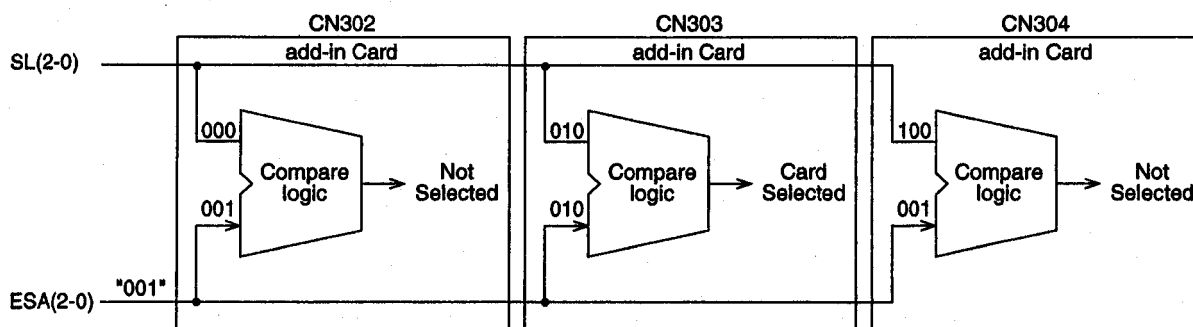 CN302
CN303
CN304
add-in Card
add-in Card
add-in Card
SL(2-0)
000
010
100
Compare
logic
Not
Selected
Compare
logic
Card
Selected
Compare
logic
Not
Selected
001
010
001
"001"
ESA(2-0)